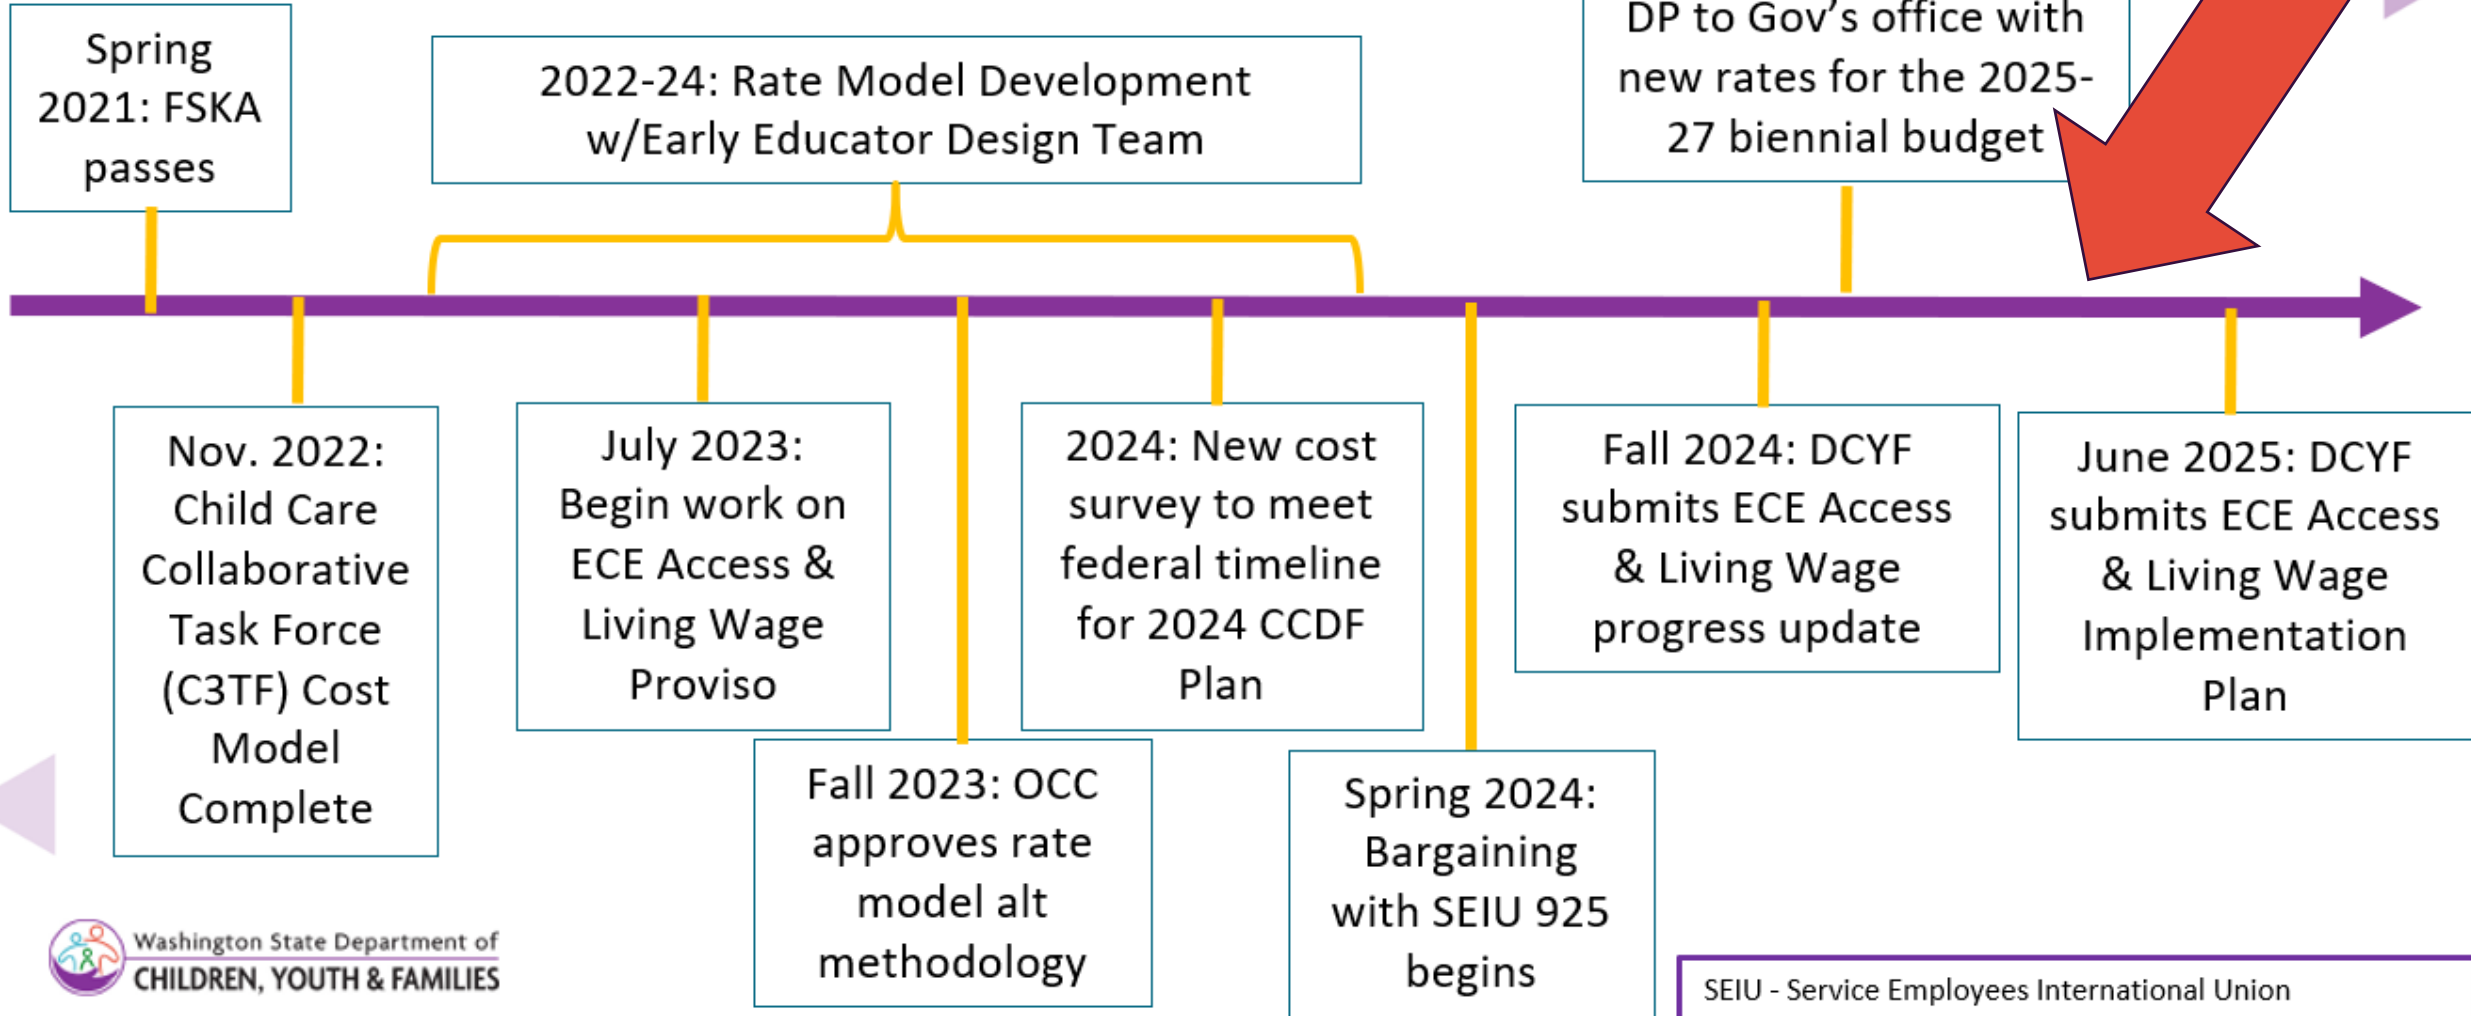 Spring
2021: FSKA
passes
2022-24: Rate Model Development
w/Early Educator Design Team
DP to Gov's office with
new rates for the 2025-
27 biennial budget
Nov. 2022:
Child Care
Collaborative
Task Force
(C3TF) Cost
Model
Complete
July 2023:
Begin work on
ECE Access &
Living Wage
Proviso
Fall 2023: OCC
approves rate
model alt
methodology
2024: New cost
survey to meet
federal timeline
for 2024 CCDF
Plan
Spring 2024:
Bargaining
with SEIU 925
begins
Fall 2024: DCYF
submits ECE Access
& Living Wage
progress update
June 2025: DCYF
submits ECE Access
& Living Wage
Implementation
Plan
Washington State Department of
CHILDREN, YOUTH & FAMILIES
SEIU - Service Employees International Union